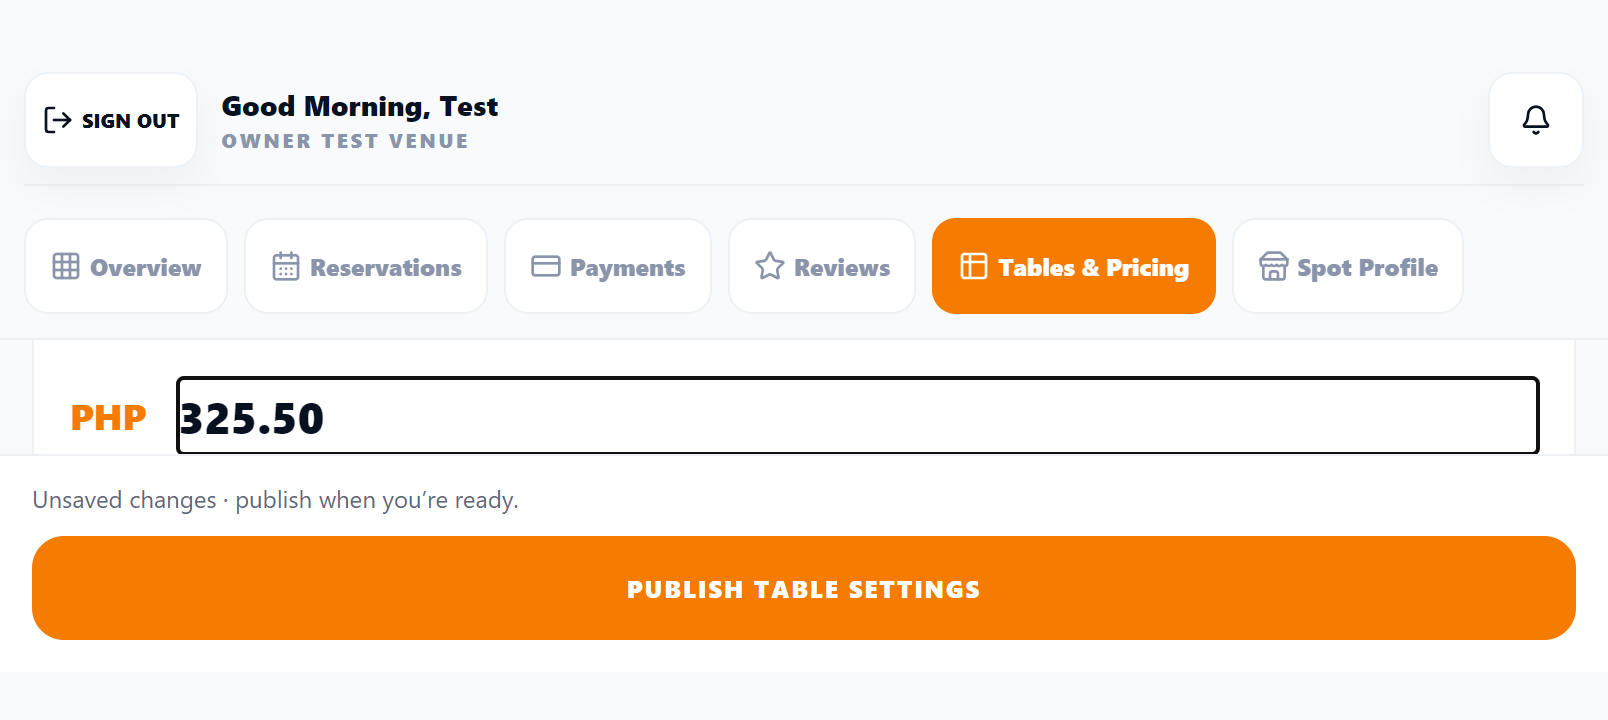 SIGN OUT
Good Morning, Test
OWNER TEST VENUE
Overview
Reservations
Payments
Reviews
Tables & Pricing
Spot Profile
PHP 325.50
Unsaved changes · publish when you’re ready.
PUBLISH TABLE SETTINGS